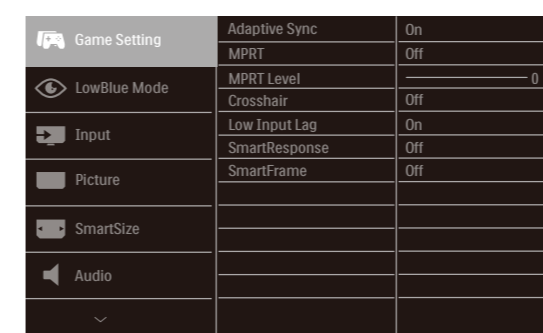 Game Setting
LowBlue Mode
Input
Picture
SmartSize
Audio
Adaptive Sync On
MPRT Off
MPRT Level 0
Crosshair Off
Low Input Lag On
SmartResponse Off
SmartFrame Off